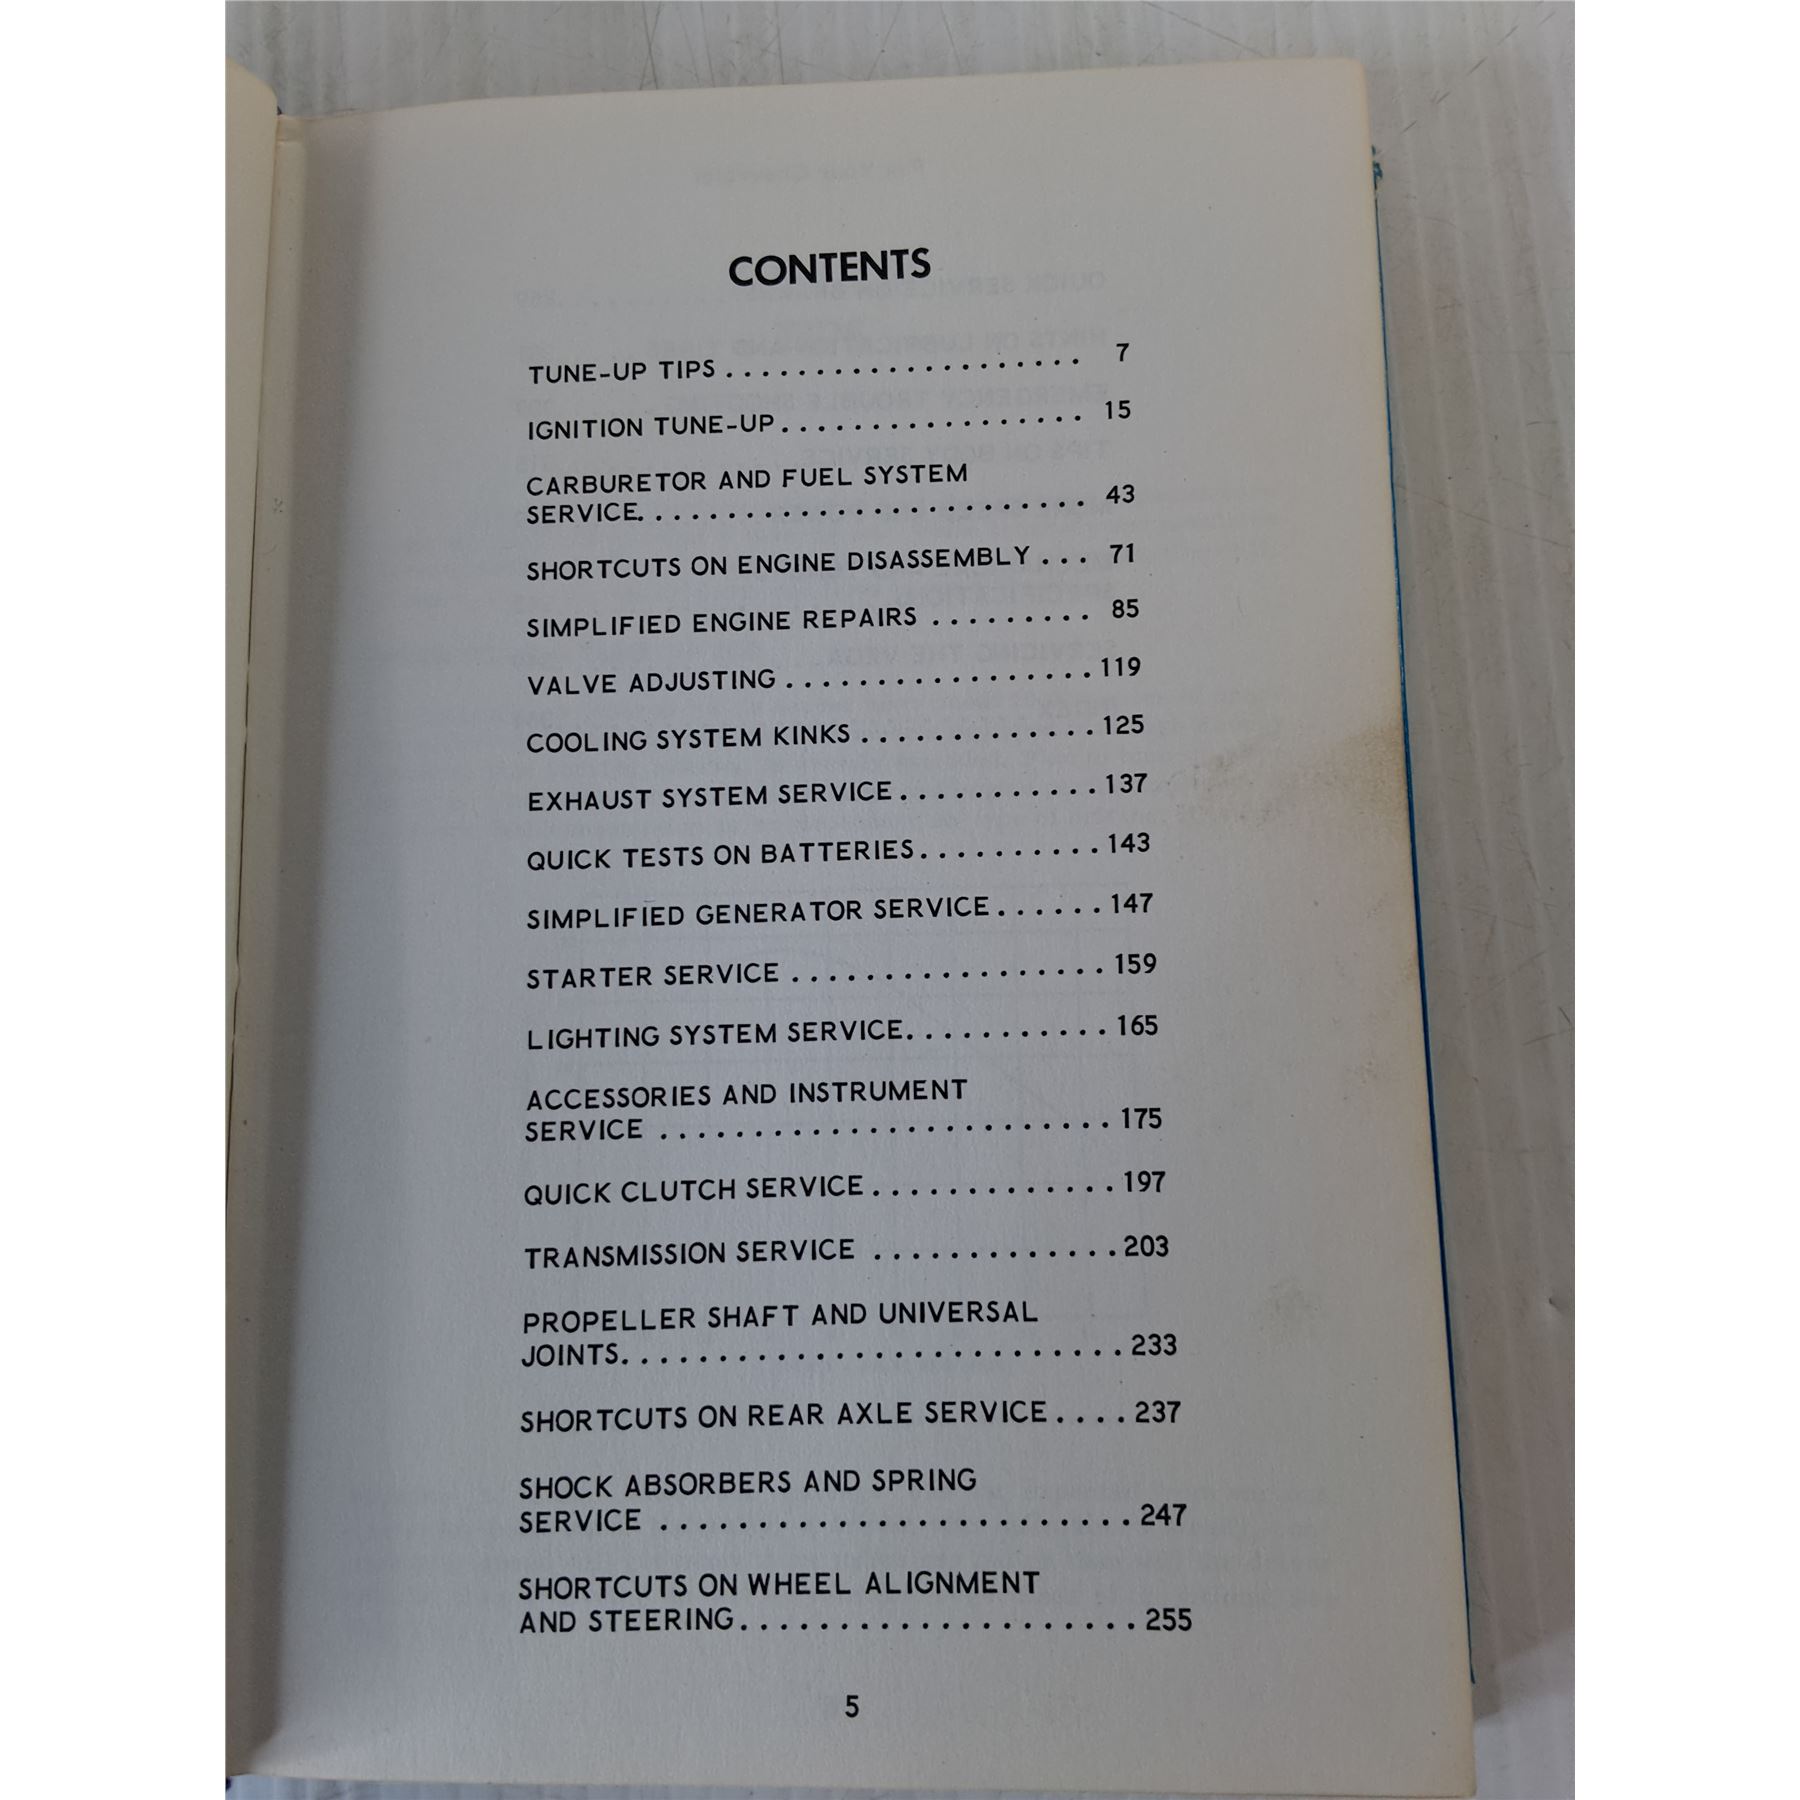 CONTENTS
TUNE-UP TIPS . . . . . . . . . . . . . . . . . . . . 7
IGNITION TUNE-UP. . . . . . . . . . . . . . . . . 15
CARBURETOR AND FUEL SYSTEM
SERVICE. . . . . . . . . . . . . . . . . . . . . . . . . 43
SHORTCUTS ON ENGINE DISASSEMBLY . . . 71
SIMPLIFIED ENGINE REPAIRS . . . . . . . . . 85
VALVE ADJUSTING . . . . . . . . . . . . . . . . . 119
COOLING SYSTEM KINKS . . . . . . . . . . . . . 125
EXHAUST SYSTEM SERVICE . . . . . . . . . . . 137
QUICK TESTS ON BATTERIES. . . . . . . . . . 143
SIMPLIFIED GENERATOR SERVICE . . . . . . 147
STARTER SERVICE . . . . . . . . . . . . . . . . . 159
LIGHTING SYSTEM SERVICE. . . . . . . . . . . 165
ACCESSORIES AND INSTRUMENT
SERVICE . . . . . . . . . . . . . . . . . . . . . . . . 175
QUICK CLUTCH SERVICE . . . . . . . . . . . . . 197
TRANSMISSION SERVICE . . . . . . . . . . . . . 203
PROPELLER SHAFT AND UNIVERSAL
JOINTS. . . . . . . . . . . . . . . . . . . . . . . . . . . 233
SHORTCUTS ON REAR AXLE SERVICE . . . . 237
SHOCK ABSORBERS AND SPRING
SERVICE . . . . . . . . . . . . . . . . . . . . . . . . 247
SHORTCUTS ON WHEEL ALIGNMENT
AND STEERING. . . . . . . . . . . . . . . . . . . . 255
5